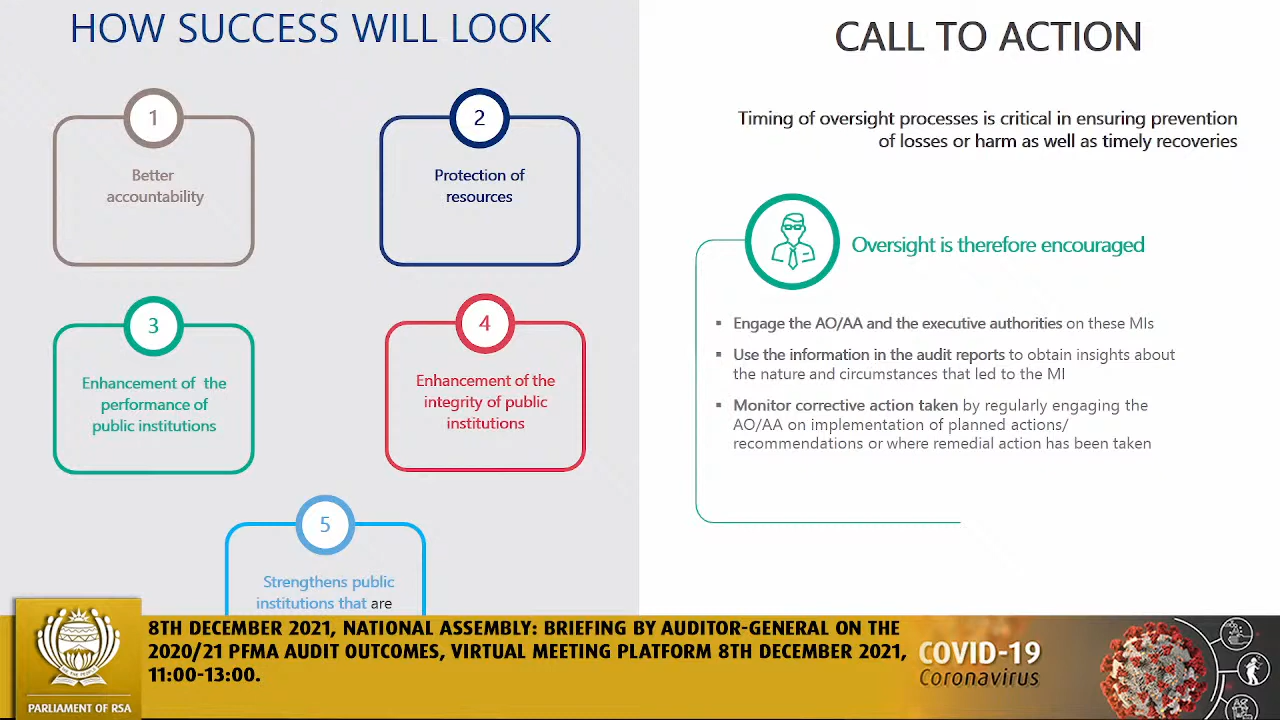 HOW SUCCESS WILL LOOK
1
Better
accountability
2
Protection of
resources
3
Enhancement of the
performance of
public institutions
4
Enhancement of the
integrity of public
institutions
5
Strengthens public
institutions that are
CALL TO ACTION
Timing of oversight processes is critical in ensuring prevention
of losses or harm as well as timely recoveries
Oversight is therefore encouraged
▪ Engage the AO/AA and the executive authorities on these MIs
▪ Use the information in the audit reports to obtain insights about
the nature and circumstances that led to the MI
▪ Monitor corrective action taken by regularly engaging the
AO/AA on implementation of planned actions/
recommendations or where remedial action has been taken
PARLIAMENT OF RSA
8TH DECEMBER 2021, NATIONAL ASSEMBLY: BRIEFING BY AUDITOR-GENERAL ON THE
2020/21 PFMA AUDIT OUTCOMES, VIRTUAL MEETING PLATFORM 8TH DECEMBER 2021,
11:00-13:00.
COVID-19
Coronavirus